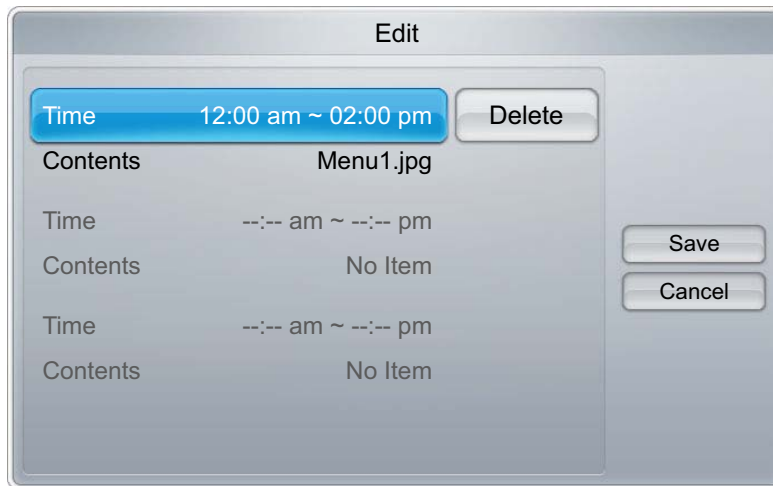 Edit
Time 12:00 am ~ 02:00 pm Delete
Contents Menu1.jpg
Time --:-- am ~ --:-- pm
Contents No Item
Save
Cancel
Time --:-- am ~ --:-- pm
Contents No Item